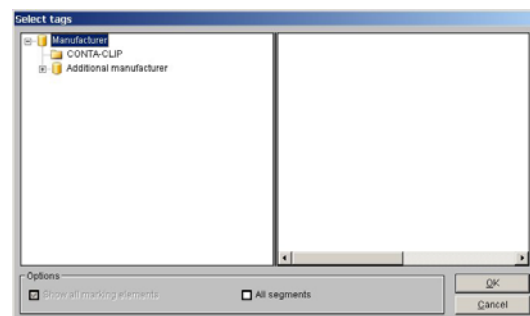 Select tags
Manufacturer
CONTA-CLIP
Additional manufacturer
Options
Show all marking elements
All segments
OK
Cancel